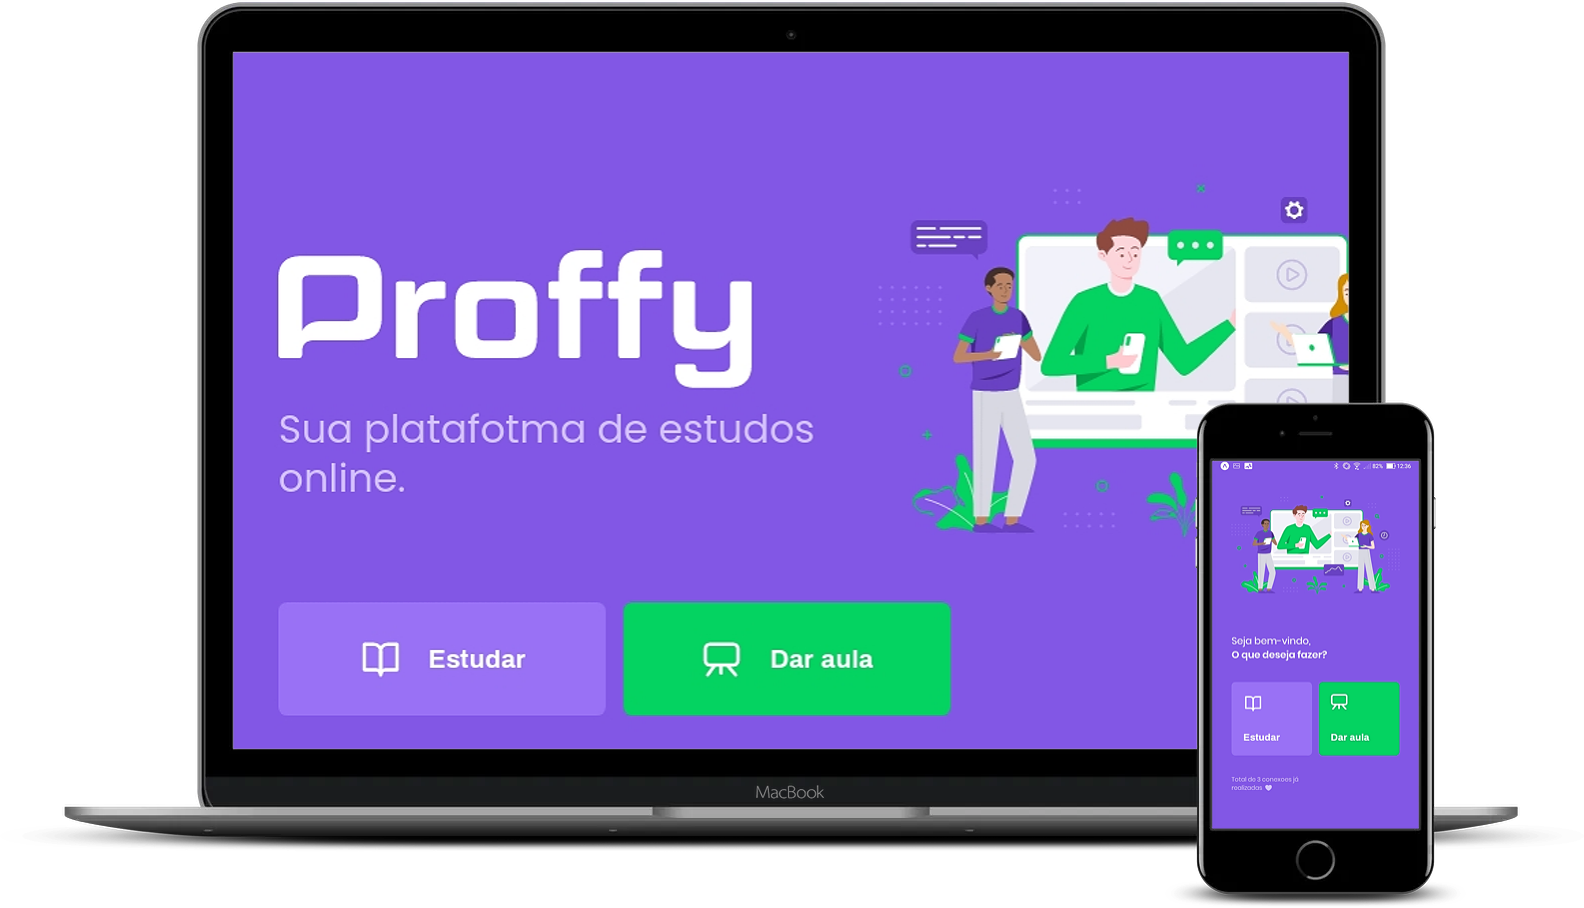 Proffy
Sua platafotma de estudos
online.
Estudar
Dar aula
MacBook
82% 12:36
Seja bem-vindo,
O que deseja fazer?
Estudar
Dar aula
Total de 3 conexoes já
realizadas